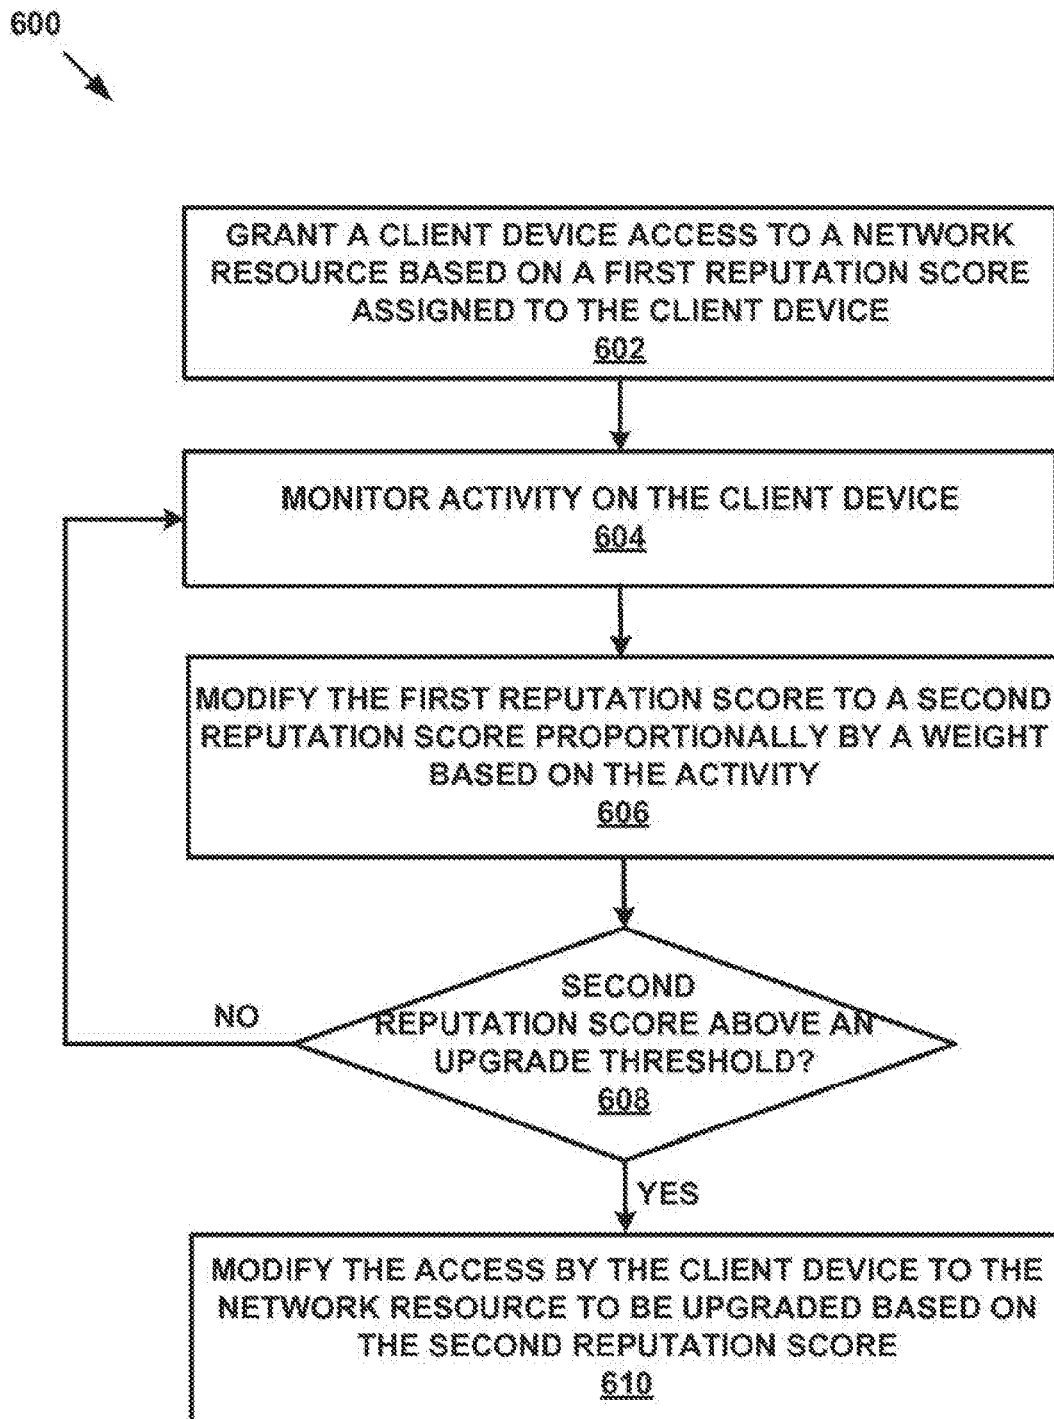 600
GRANT A CLIENT DEVICE ACCESS TO A NETWORK
RESOURCE BASED ON A FIRST REPUTATION SCORE
ASSIGNED TO THE CLIENT DEVICE
602
MONITOR ACTIVITY ON THE CLIENT DEVICE
604
MODIFY THE FIRST REPUTATION SCORE TO A SECOND
REPUTATION SCORE PROPORTIONALLY BY A WEIGHT
BASED ON THE ACTIVITY
606
SECOND
REPUTATION SCORE ABOVE AN
UPGRADE THRESHOLD?
608
NO
YES
MODIFY THE ACCESS BY THE CLIENT DEVICE TO THE
NETWORK RESOURCE TO BE UPGRADED BASED ON
THE SECOND REPUTATION SCORE
610